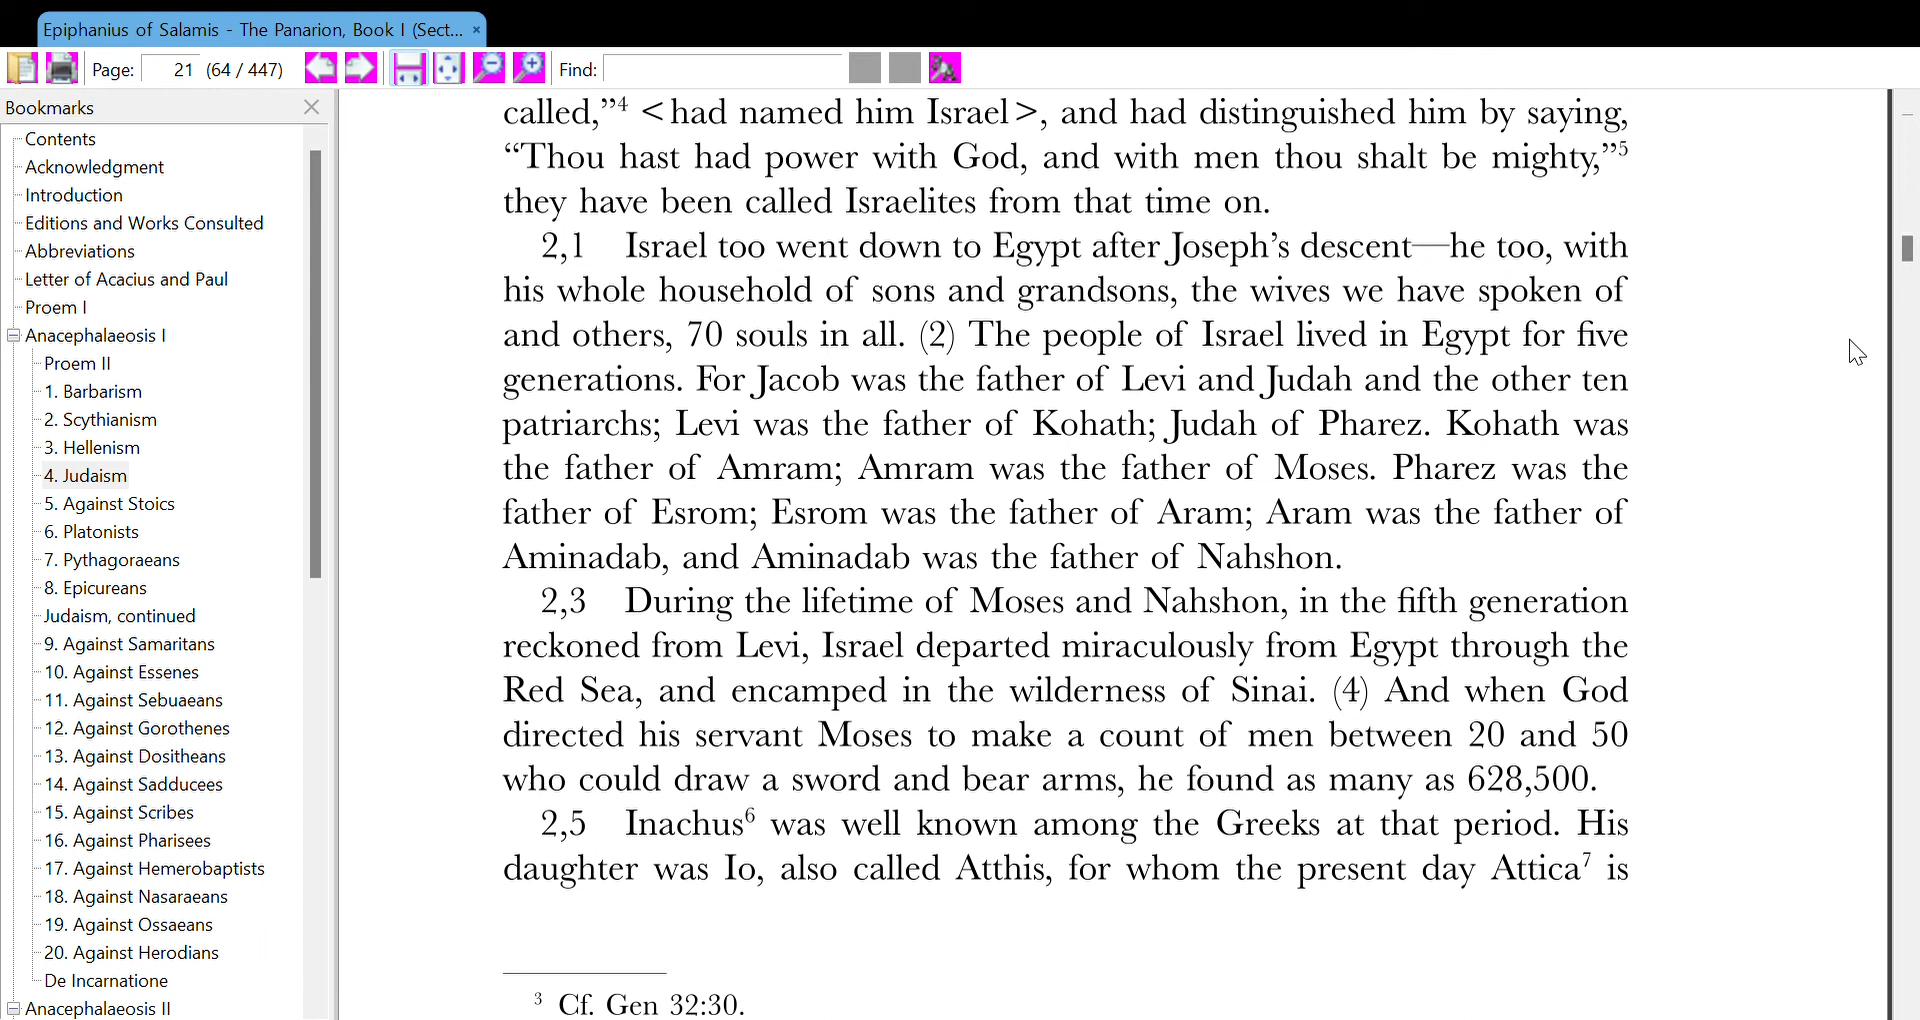 Epiphanius of Salamis - The Panarion, Book I (Sect... ×
Page: 21 (64 / 447) Find:
Bookmarks
Contents
Acknowledgment
Introduction
Editions and Works Consulted
Abbreviations
Letter of Acacius and Paul
Proem I
Anacephalaeosis I
Proem II
1. Barbarism
2. Scythianism
3. Hellenism
4. Judaism
5. Against Stoics
6. Platonists
7. Pythagoraeans
8. Epicureans
Judaism, continued
9. Against Samaritans
10. Against Essenes
11. Against Sebuaeans
12. Against Gorothenes
13. Against Dositheans
14. Against Sadducees
15. Against Scribes
16. Against Pharisees
17. Against Hemerobaptists
18. Against Nasaraeans
19. Against Ossaeans
20. Against Herodians
De Incarnatione
Anacephalaeosis II
called,”⁴ <had named him Israel>, and had distinguished him by saying,
“Thou hast had power with God, and with men thou shalt be mighty,”⁵
they have been called Israelites from that time on.
2,1 Israel too went down to Egypt after Joseph’s descent—he too, with
his whole household of sons and grandsons, the wives we have spoken of
and others, 70 souls in all. (2) The people of Israel lived in Egypt for five
generations. For Jacob was the father of Levi and Judah and the other ten
patriarchs; Levi was the father of Kohath; Judah of Pharez. Kohath was
the father of Amram; Amram was the father of Moses. Pharez was the
father of Esrom; Esrom was the father of Aram; Aram was the father of
Aminadab, and Aminadab was the father of Nahshon.
2,3 During the lifetime of Moses and Nahshon, in the fifth generation
reckoned from Levi, Israel departed miraculously from Egypt through the
Red Sea, and encamped in the wilderness of Sinai. (4) And when God
directed his servant Moses to make a count of men between 20 and 50
who could draw a sword and bear arms, he found as many as 628,500.
2,5 Inachus⁶ was well known among the Greeks at that period. His
daughter was Io, also called Atthis, for whom the present day Attica⁷ is
³ Cf. Gen 32:30.